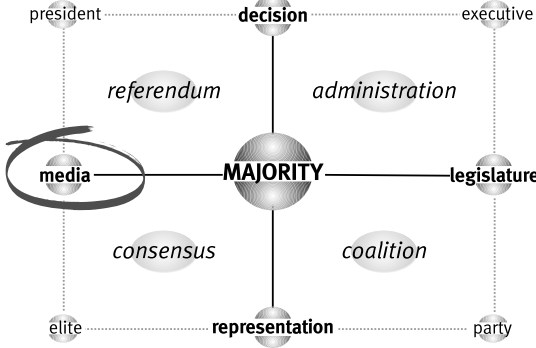 president decision executive
referendum administration
media MAJORITY legislature
consensus coalition
elite representation party